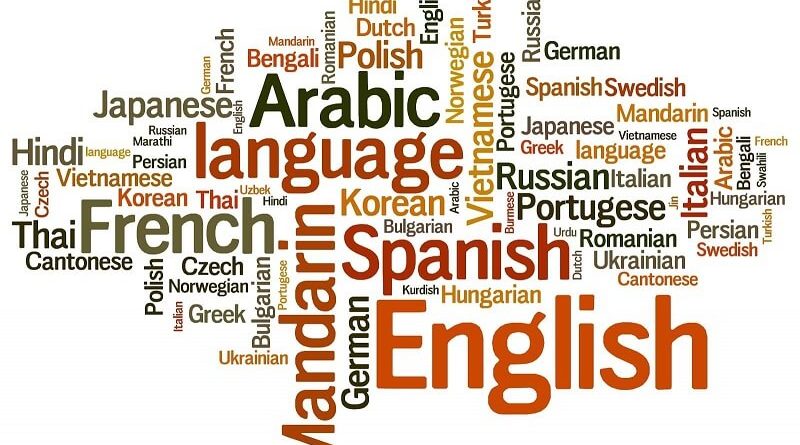 Hindi
Dutch
English
Turkish
Russian
French
Mandarin
Romanian
Bengali
Polish
Norwegian
German
German
Spanish
Swedish
Japanese
Arabic
English
Vietnamese
Portugese
Mandarin
Spanish
Russian
Marathi
Japanese
Vietnamese
Hindi
language
Persian
language
Greek
language
Italian
Arabic
Bengali
French
Swahili
Japanese
Czech
Vietnamese
Korean
Thai
Uzbek
Hindi
Korean
Arabic
Russian
Italian
Burmese
Portugese
Jin
Hungarian
Thai
French
Mandarin
Bulgarian
Urdu
Romanian
Persian
Turkish
Cantonese
Polish
Czech
Spanish
Dutch
Ukrainian
Swedish
Norwegian
Bulgarian
Portugese
Kurdish
Hungarian
Cantonese
Italian
Greek
German
English
Ukrainian